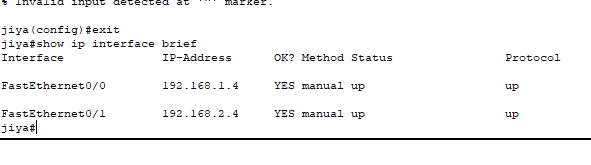 % Invalid input detected at '^' marker.
jiya(config)#exit
jiya#show ip interface brief
Interface IP-Address OK? Method Status Protocol
FastEthernet0/0 192.168.1.4 YES manual up up
FastEthernet0/1 192.168.2.4 YES manual up up
jiya#